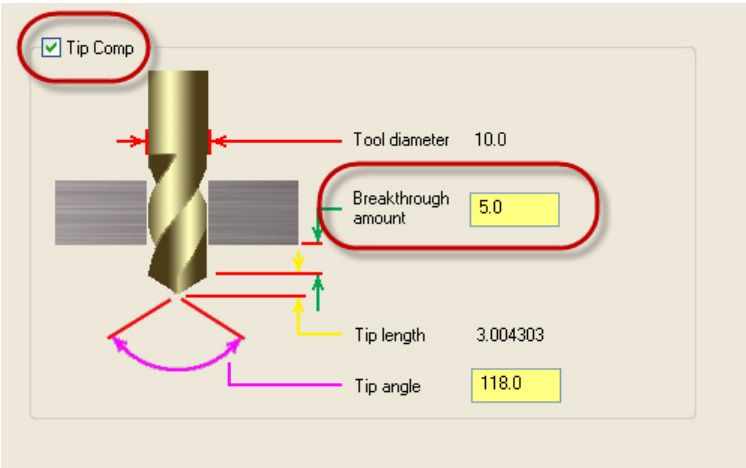 Tip Comp
Tool diameter 10.0
Breakthrough
amount 5.0
Tip length 3.004303
Tip angle 118.0